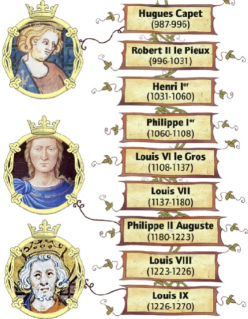 Hugues Capet
(987-996)
Robert II le Pieux
(996-1031)
Henri Iᵉʳ
(1031-1060)
Philippe Iᵉʳ
(1060-1108)
Louis VI le Gros
(1108-1137)
Louis VII
(1137-1180)
Philippe II Auguste
(1180-1223)
Louis VIII
(1223-1226)
Louis IX
(1226-1270)